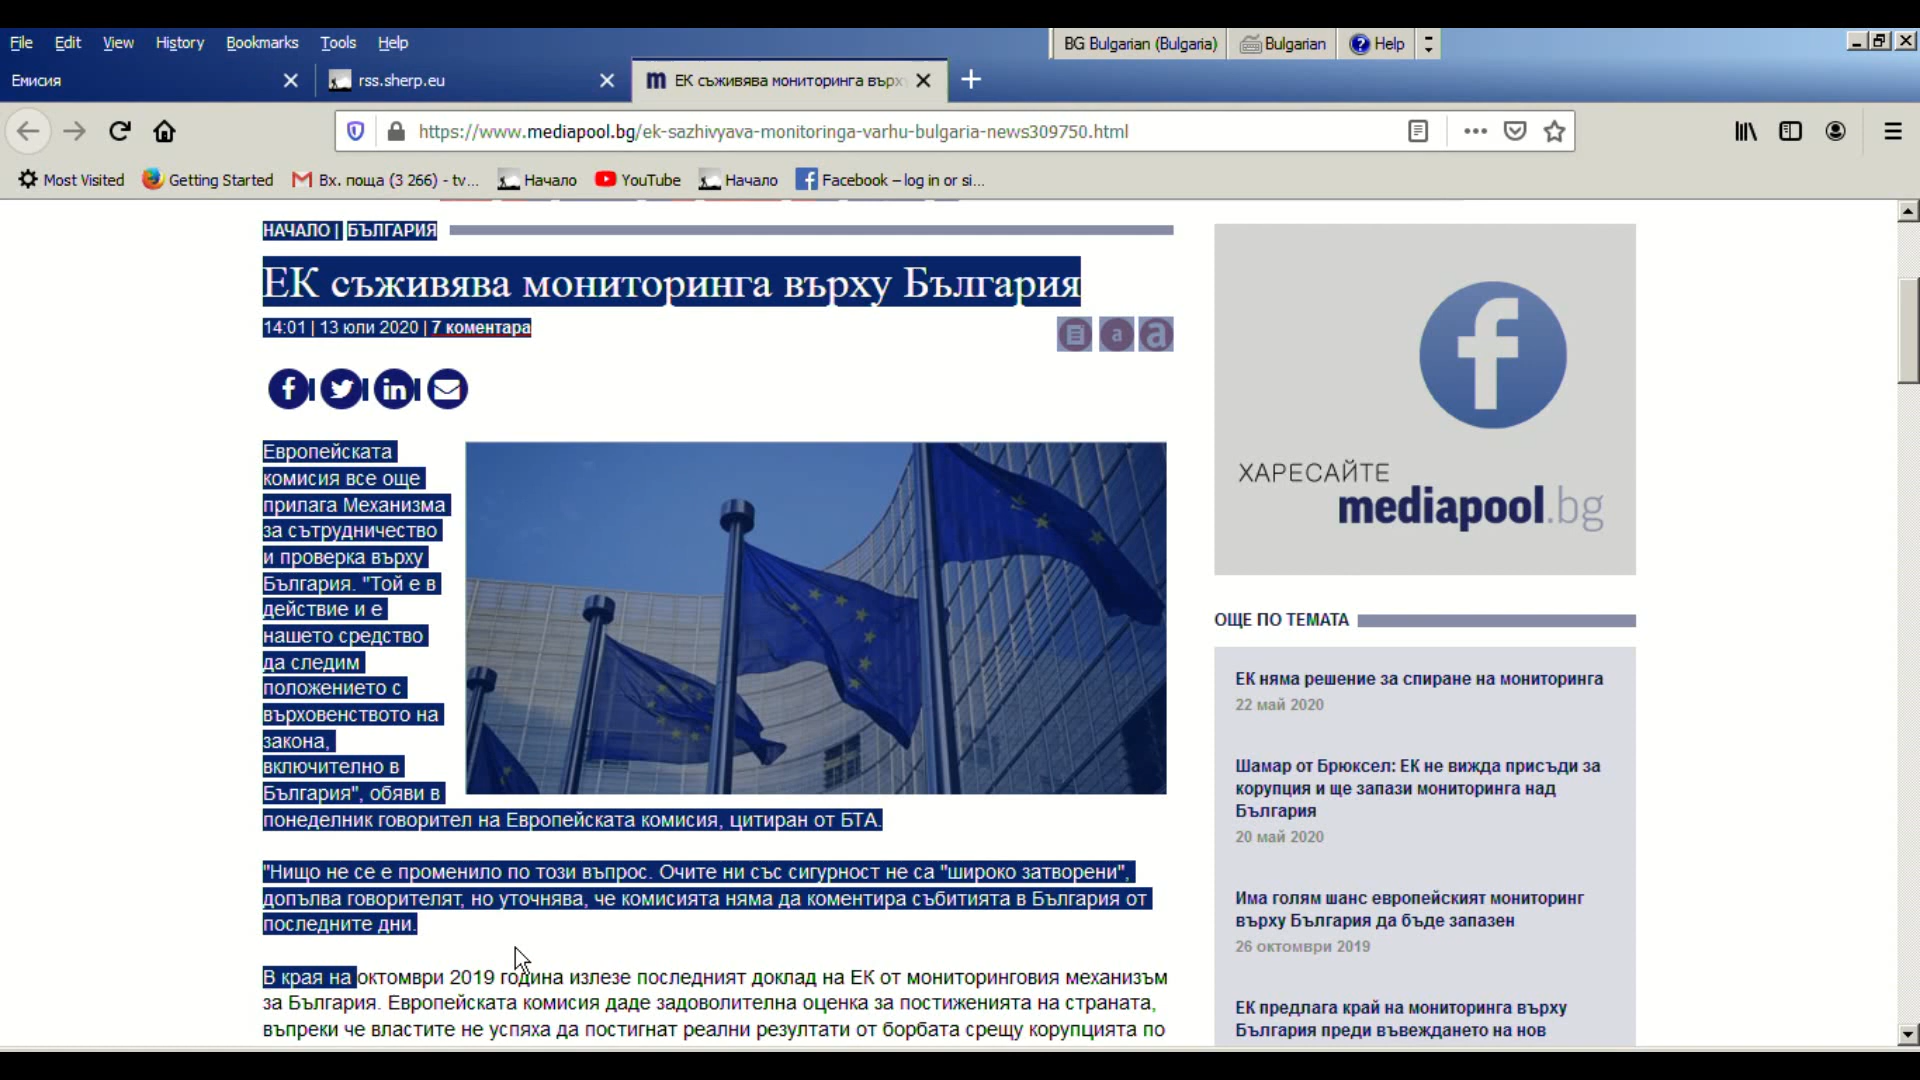 File Edit View History Bookmarks Tools Help
BG Bulgarian (Bulgaria) Bulgarian Help
Емисия
rss.sherp.eu
m ЕК съживява мониторинга върх
https://www.mediapool.bg/ek-sazhivyava-monitoringa-varhu-bulgaria-news309750.html
Most Visited Getting Started Вх. поща (3 266) - tv... Начало YouTube Начало Facebook – log in or si...
НАЧАЛО | БЪЛГАРИЯ
ЕК съживява мониторинга върху България
14:01 | 13 юли 2020 | 7 коментара
a a
Европейската
комисия все още
прилага Механизма
за сътрудничество
и проверка върху
България. "Той е в
действие и е
нашето средство
да следим
положението с
върховенството на
закона,
включително в
България", обяви в
понеделник говорител на Европейската комисия, цитиран от БТА.
"Нищо не се е променило по този въпрос. Очите ни със сигурност не са "широко затворени",
допълва говорителят, но уточнява, че комисията няма да коментира събитията в България от
последните дни.
В края на октомври 2019 година излезе последният доклад на ЕК от мониторинговия механизъм
за България. Европейската комисия даде задоволителна оценка за постиженията на страната,
въпреки че властите не успяха да постигнат реални резултати от борбата срещу корупцията по
ХАРЕСАЙТЕ
mediapool.bg
ОЩЕ ПО ТЕМАТА
ЕК няма решение за спиране на мониторинга
22 май 2020
Шамар от Брюксел: ЕК не вижда присъди за
корупция и ще запази мониторинга над
България
20 май 2020
Има голям шанс европейският мониторинг
върху България да бъде запазен
26 октомври 2019
ЕК предлага край на мониторинга върху
България преди въвеждането на нов